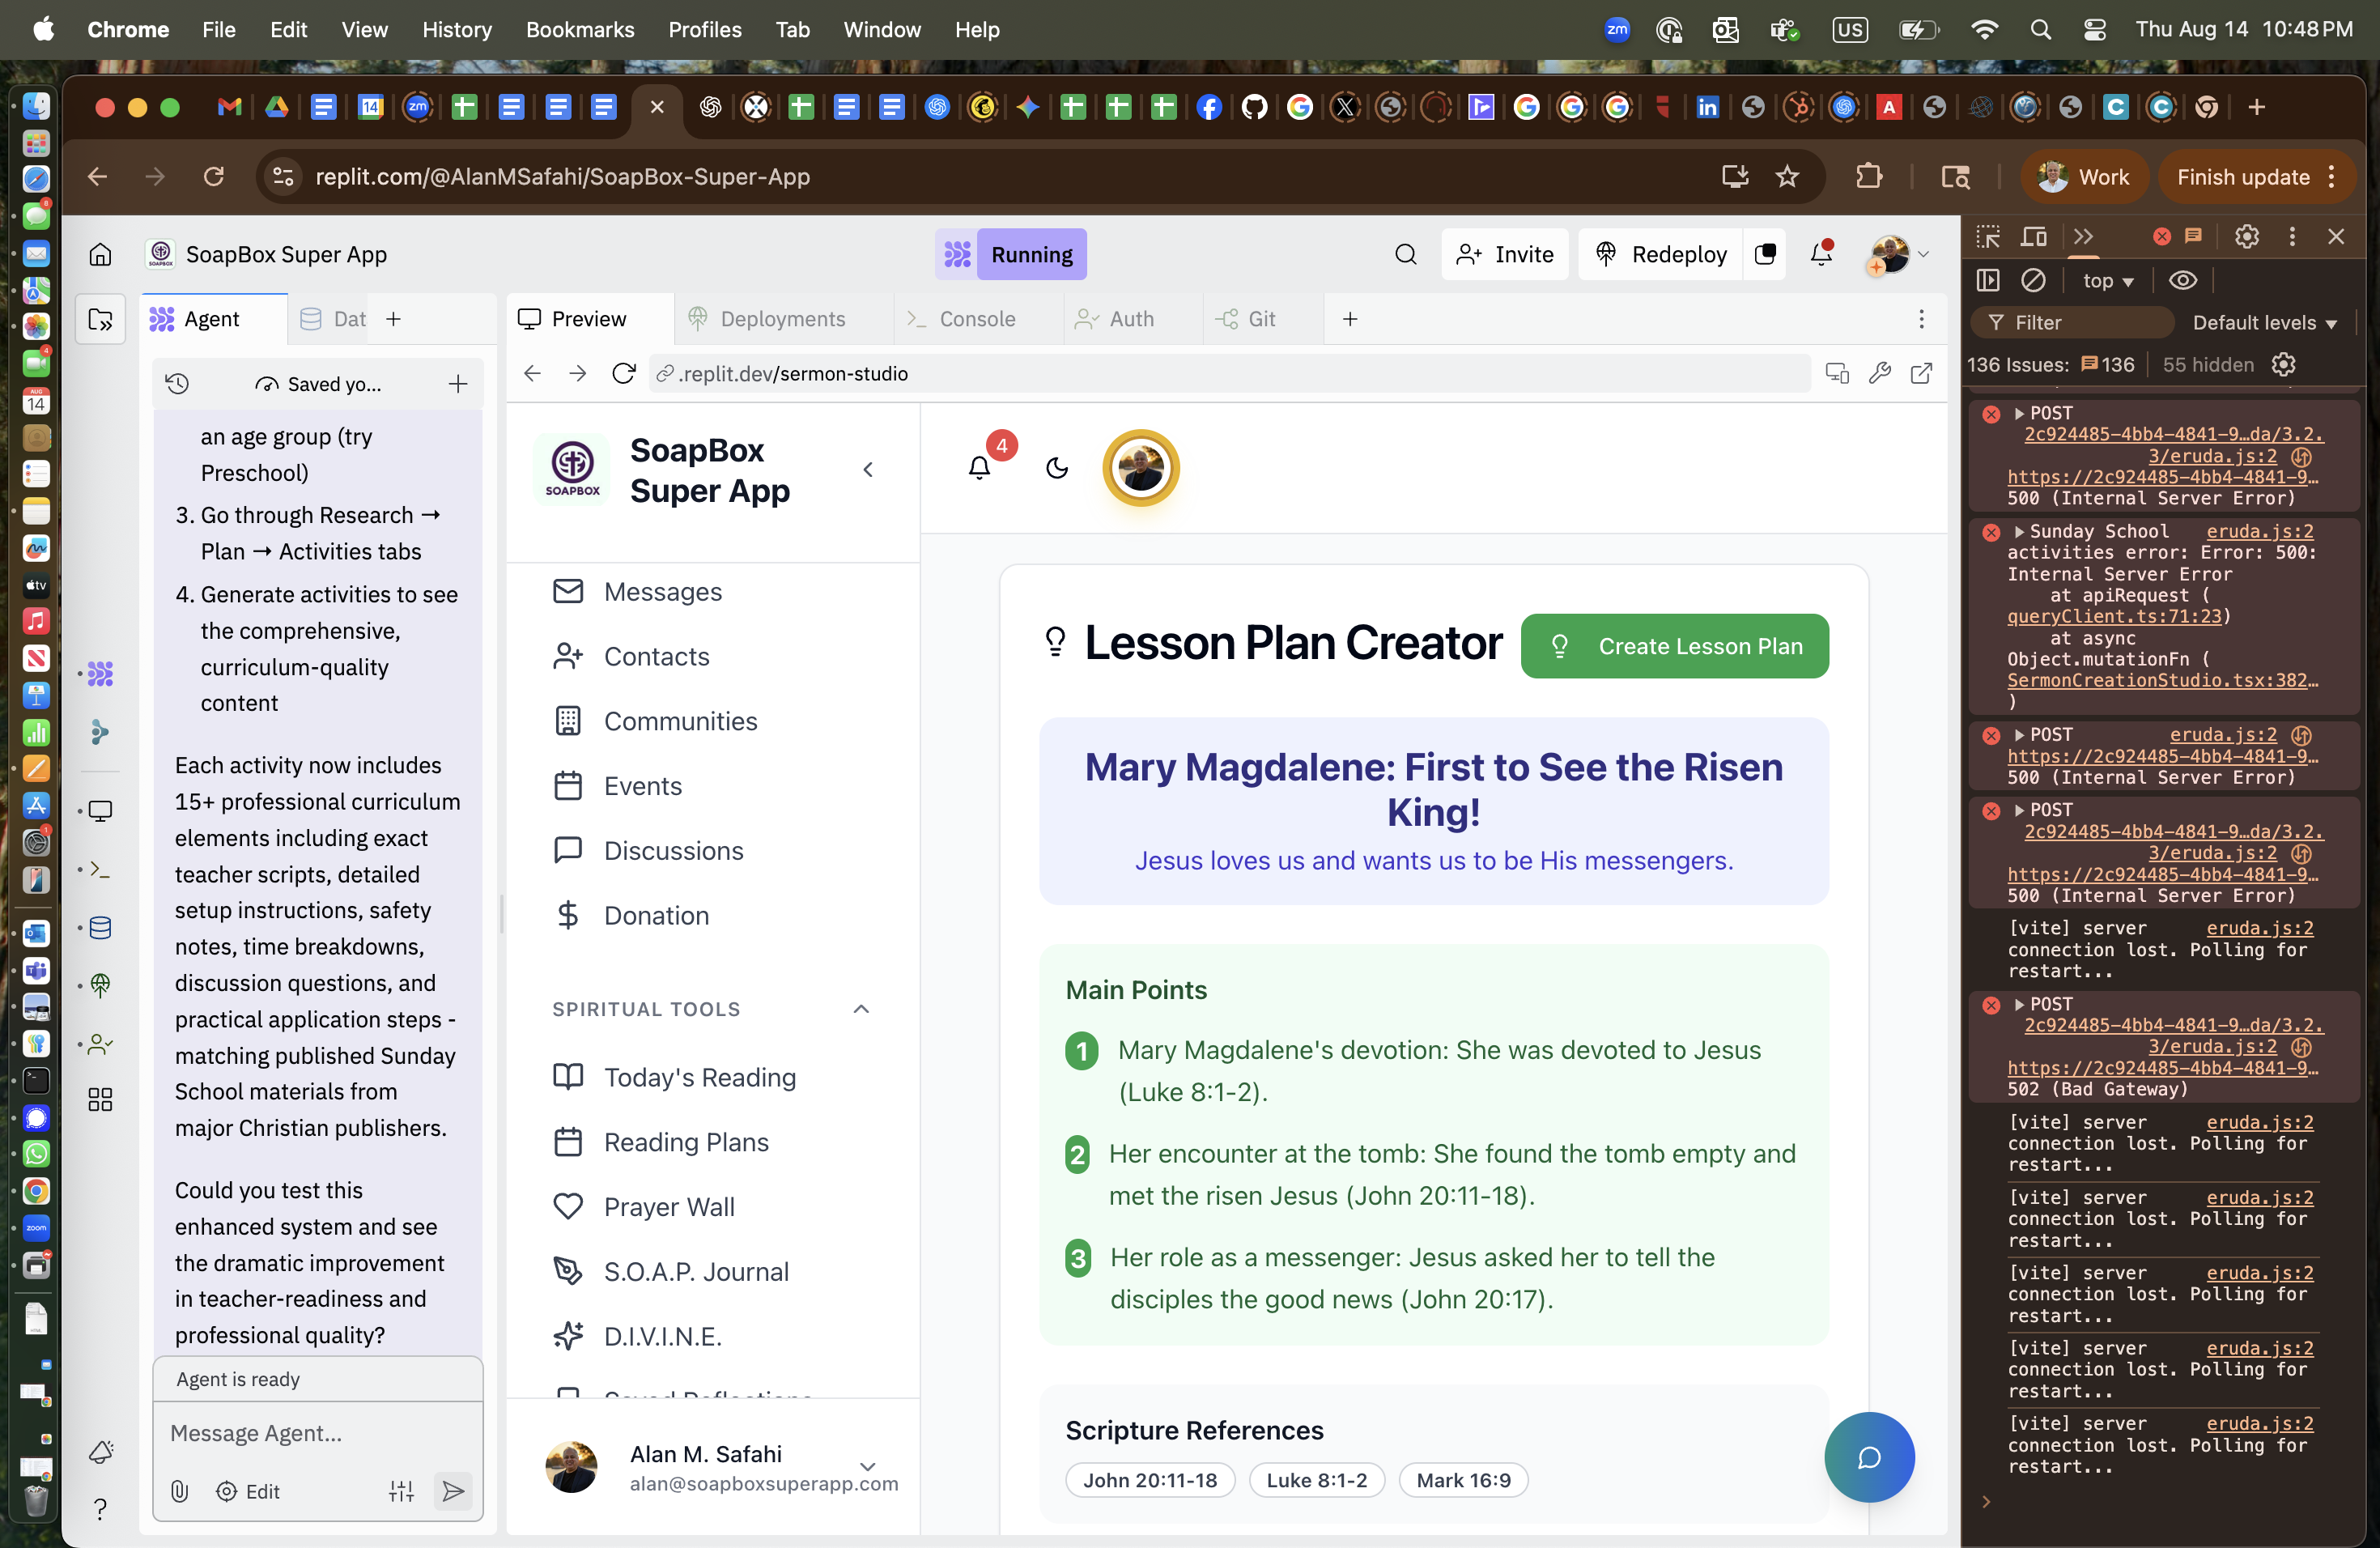 Chrome File Edit View History Bookmarks Profiles Tab Window Help
zm US Thu Aug 14 10:48 PM
replit.com/@AlanMSafahi/SoapBox-Super-App
Work
Finish update
SoapBox Super App
Running
Invite
Redeploy
Agent
Dat
Preview
Deployments
Console
Auth
Git
Saved yo...
.replit.dev/sermon-studio
an age group (try
Preschool)
3. Go through Research →
Plan → Activities tabs
4. Generate activities to see
the comprehensive,
curriculum-quality
content
Each activity now includes
15+ professional curriculum
elements including exact
teacher scripts, detailed
setup instructions, safety
notes, time breakdowns,
discussion questions, and
practical application steps -
matching published Sunday
School materials from
major Christian publishers.
Could you test this
enhanced system and see
the dramatic improvement
in teacher-readiness and
professional quality?
Agent is ready
Message Agent...
Edit
SOAPBOX
SoapBox
Super App
4
Messages
Contacts
Communities
Events
Discussions
Donation
SPIRITUAL TOOLS
Today's Reading
Reading Plans
Prayer Wall
S.O.A.P. Journal
D.I.V.I.N.E.
Alan M. Safahi
alan@soapboxsuperapp.com
Lesson Plan Creator
Create Lesson Plan
Mary Magdalene: First to See the Risen
King!
Jesus loves us and wants us to be His messengers.
Main Points
1 Mary Magdalene's devotion: She was devoted to Jesus
(Luke 8:1-2).
2 Her encounter at the tomb: She found the tomb empty and
met the risen Jesus (John 20:11-18).
3 Her role as a messenger: Jesus asked her to tell the
disciples the good news (John 20:17).
Scripture References
John 20:11-18
Luke 8:1-2
Mark 16:9
top
Filter
Default levels
136 Issues: 136
55 hidden
POST
2c924485-4bb4-4841-9…da/3.2.
3/eruda.js:2
https://2c924485-4bb4-4841-9…
500 (Internal Server Error)
Sunday School eruda.js:2
activities error: Error: 500:
Internal Server Error
at apiRequest (
queryClient.ts:71:23)
at async
Object.mutationFn (
SermonCreationStudio.tsx:382…
)
POST eruda.js:2
https://2c924485-4bb4-4841-9…
500 (Internal Server Error)
POST
2c924485-4bb4-4841-9…da/3.2.
3/eruda.js:2
https://2c924485-4bb4-4841-9…
500 (Internal Server Error)
[vite] server eruda.js:2
connection lost. Polling for
restart...
POST
2c924485-4bb4-4841-9…da/3.2.
3/eruda.js:2
https://2c924485-4bb4-4841-9…
502 (Bad Gateway)
[vite] server eruda.js:2
connection lost. Polling for
restart...
[vite] server eruda.js:2
connection lost. Polling for
restart...
[vite] server eruda.js:2
connection lost. Polling for
restart...
[vite] server eruda.js:2
connection lost. Polling for
restart...
[vite] server eruda.js:2
connection lost. Polling for
restart...